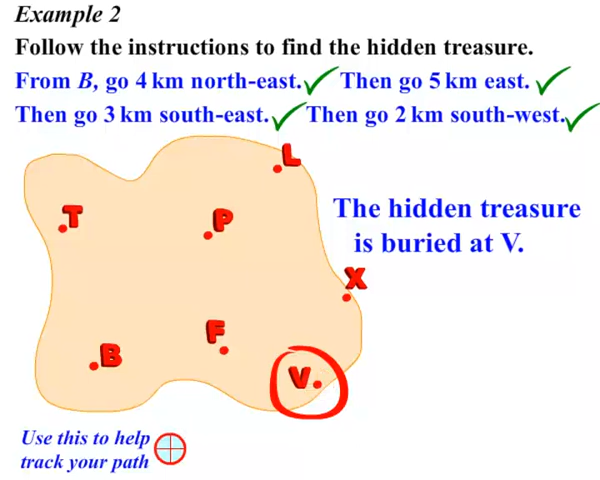 Example 2
Follow the instructions to find the hidden treasure.
From B, go 4 km north-east. Then go 5 km east.
Then go 3 km south-east. Then go 2 km south-west.
L
T
P
The hidden treasure
is buried at V.
X
F
B
V
Use this to help
track your path